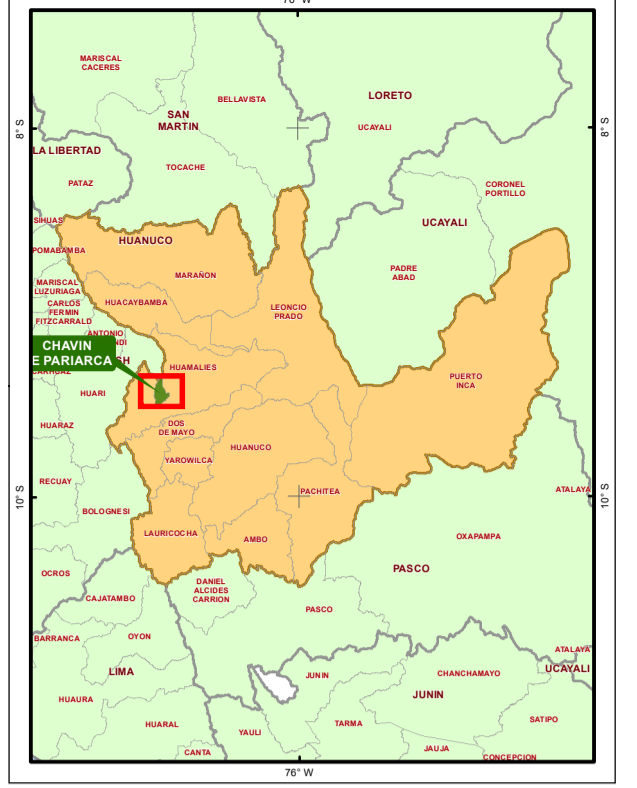 76° W
MARISCAL
CACERES
BELLAVISTA
LORETO
SAN
MARTIN
UCAYALI
8° S
8° S
LA LIBERTAD
TOCACHE
PATAZ
CORONEL
PORTILLO
SIHUAS
UCAYALI
HUANUCO
POMABAMBA
PADRE
ABAD
MARAÑON
MARISCAL
LUZURIAGA
HUACAYBAMBA
CARLOS
FERMIN
FITZCARRALD
LEONCIO
PRADO
ANTONIO
NDI
CHAVIN
E PARIARCA
SH
HUAMALIES
PUERTO
INCA
HUARI
HUARAZ
DOS
DE MAYO
HUANUCO
YAROWILCA
RECUAY
PACHITEA
ATALAYA
10° S
10° S
BOLOGNESI
LAURICOCHA
AMBO
OXAPAMPA
OCROS
PASCO
DANIEL
ALCIDES
CARRION
CAJATAMBO
PASCO
BARRANCA
OYON
ATALAYA
UCAYALI
LIMA
JUNIN
CHANCHAMAYO
JUNIN
HUAURA
HUARAL
SATIPO
TARMA
YAULI
CANTA
JAUJA
CONCEPCION
76° W